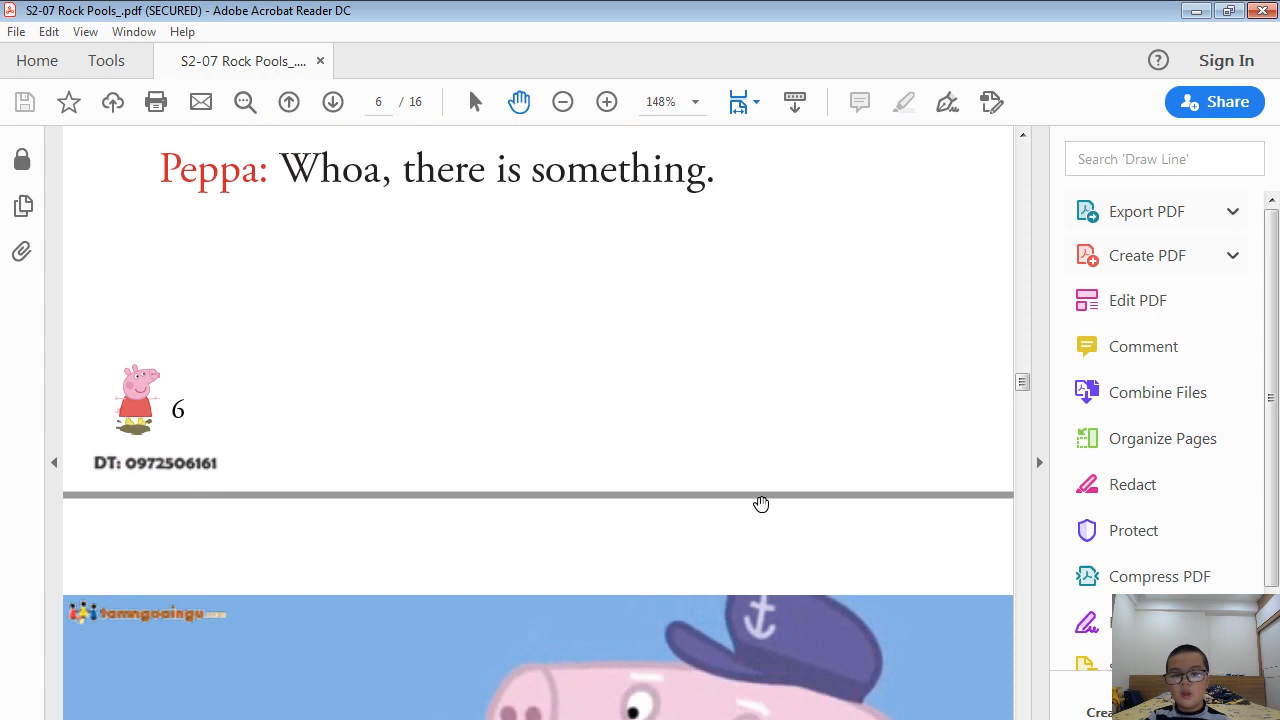 S2-07 Rock Pools_.pdf (SECURED) - Adobe Acrobat Reader DC
File Edit View Window Help
Home Tools S2-07 Rock Pools_....
Sign In
6 / 16
148%
Share
Peppa: Whoa, there is something.
6
DT: 0972506161
tamngoaingu
Search 'Draw Line'
Export PDF
Create PDF
Edit PDF
Comment
Combine Files
Organize Pages
Redact
Protect
Compress PDF